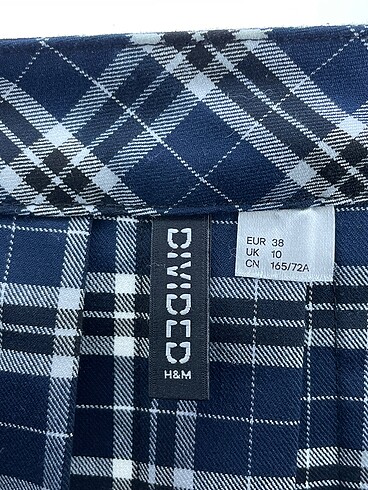 DIVIDED
H&M
EUR 38
UK 10
CN 165/72A